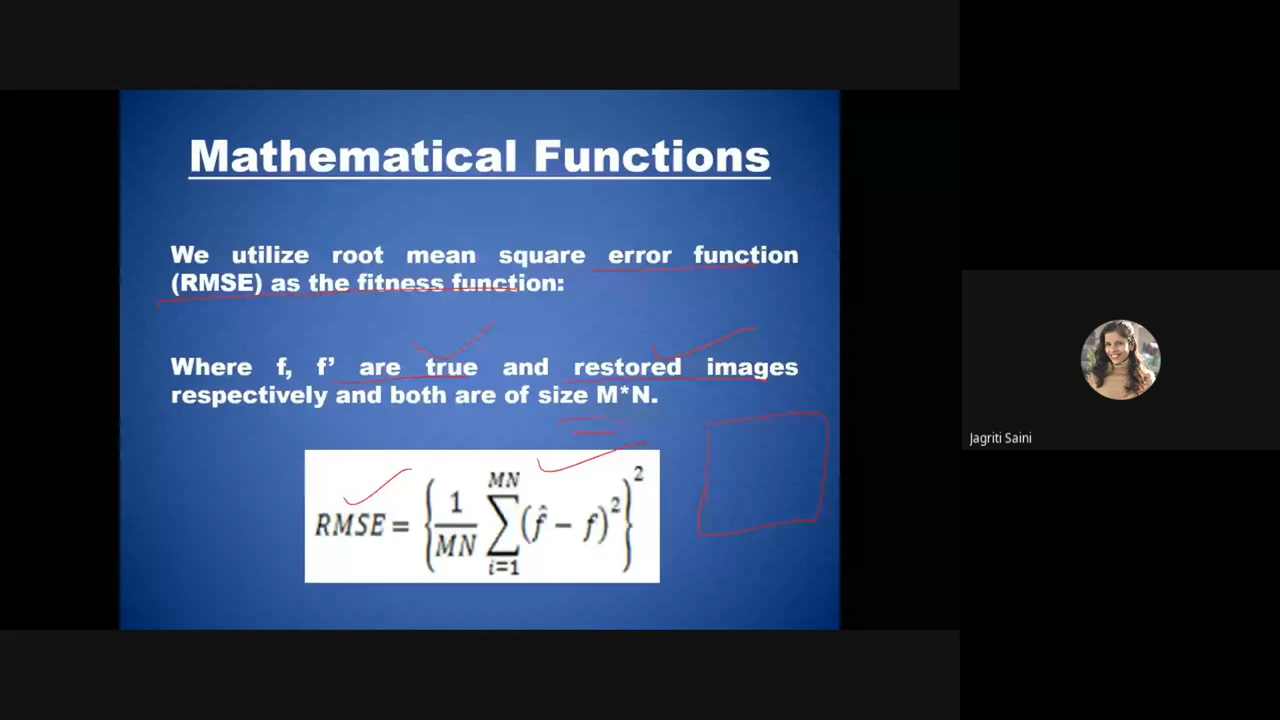 Mathematical Functions
We utilize root mean square error function
(RMSE) as the fitness function:
Where f, f’ are true and restored images
respectively and both are of size M*N.
RMSE = {1/MN ∑_{i=1}^{MN} (f̂ − f)²}²
Jagriti Saini